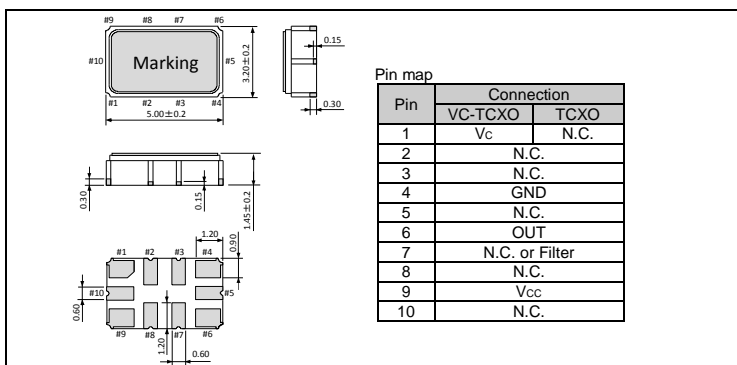 #9 #8 #7 #6
#10 Marking #5
#1 #2 #3 #4
5.00±0.2
3.20±0.2
0.15
0.30
0.30
0.15
1.45±0.2
1.20
0.90
#1 #2 #3 #4
#10 #5
0.60
#9 #8 #7 #6
1.20
0.60
Pin map
Pin Connection
VC-TCXO TCXO
1 Vc N.C.
2 N.C.
3 N.C.
4 GND
5 N.C.
6 OUT
7 N.C. or Filter
8 N.C.
9 Vcc
10 N.C.